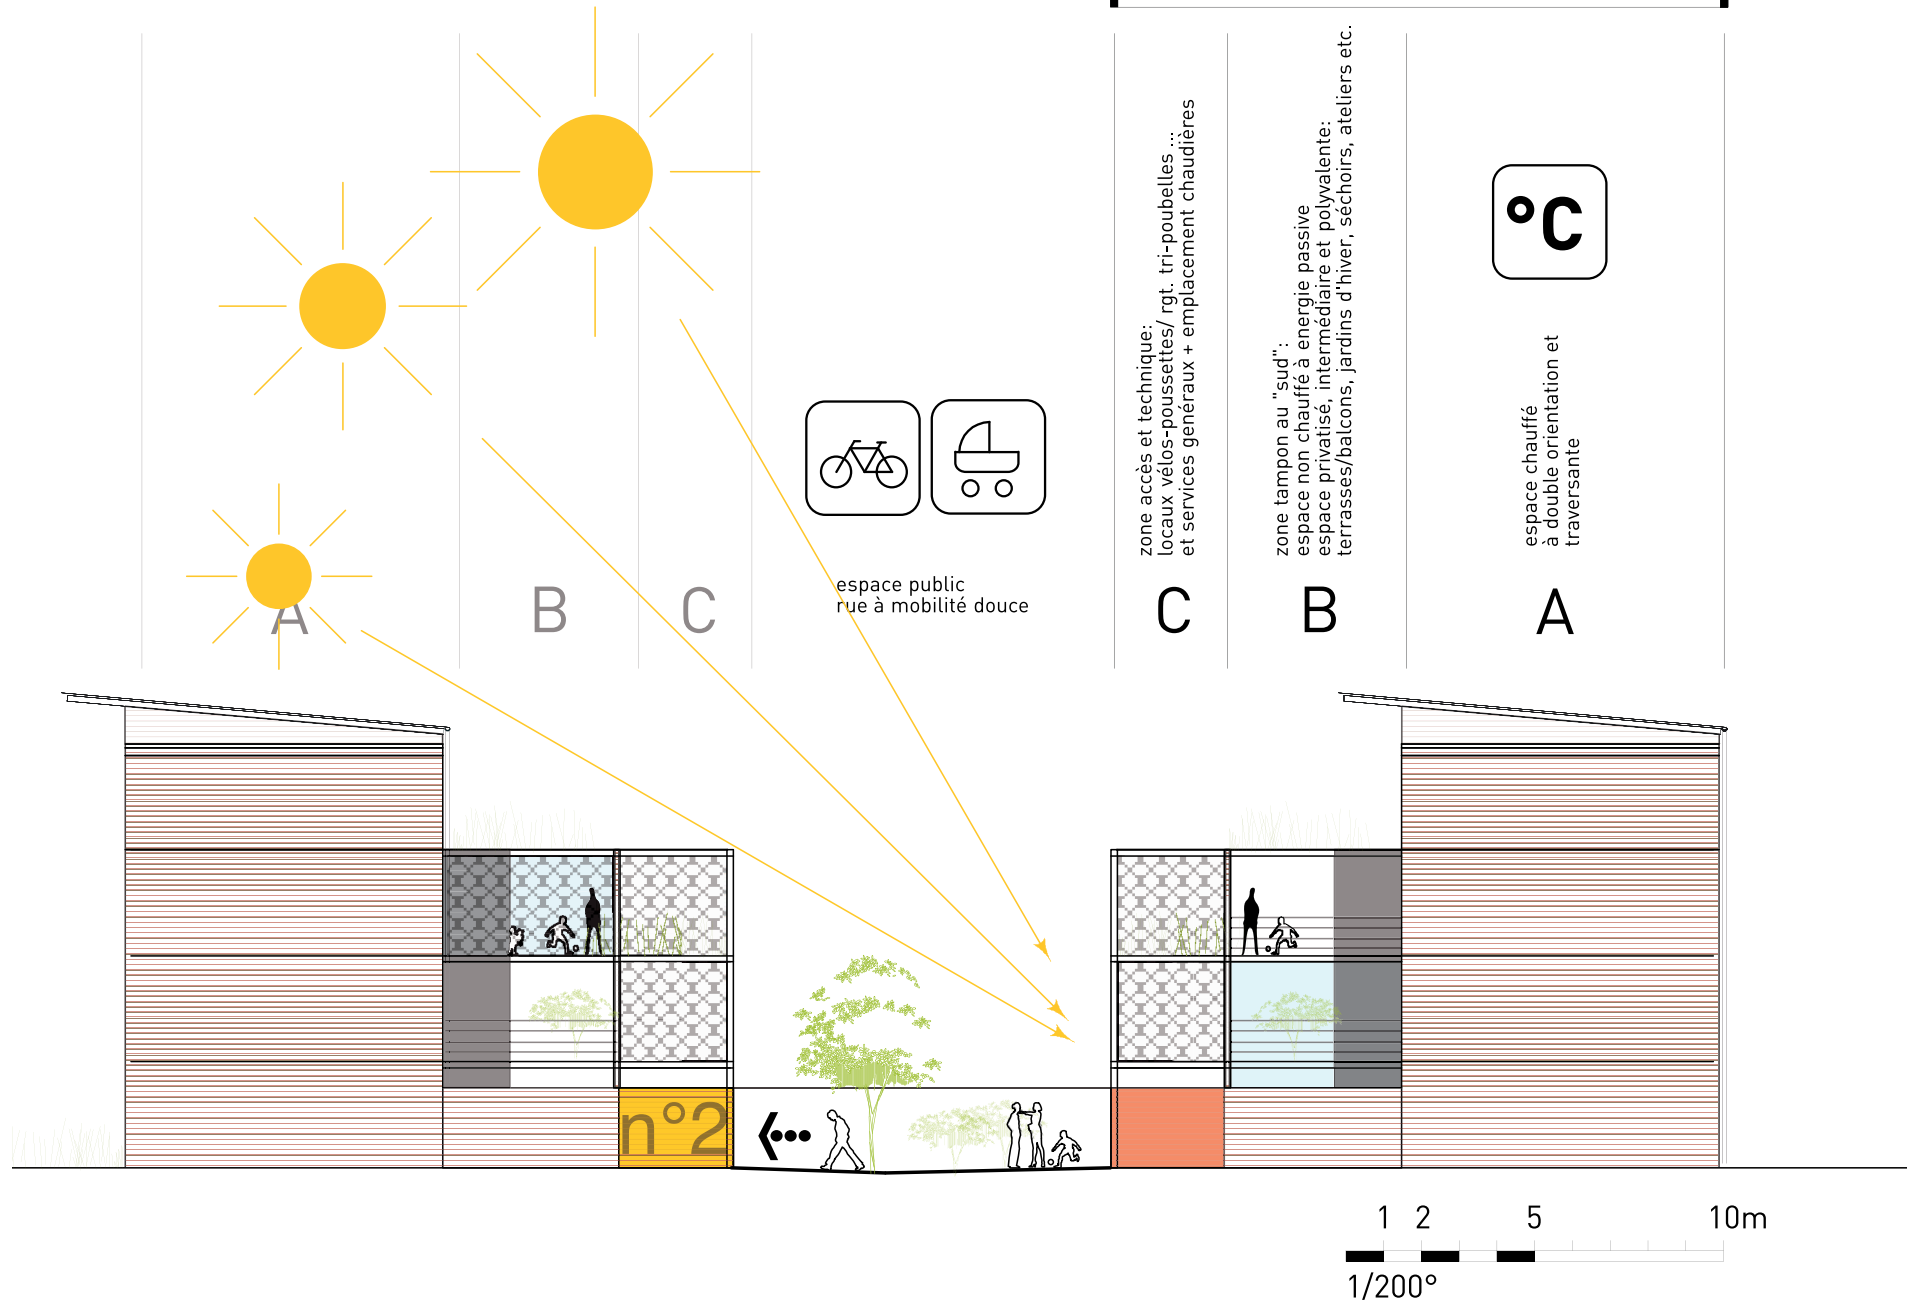 zone accès et technique:
locaux vélos-poussettes/ rgt. tri-poubelles ...
et services genéraux + emplacement chaudières
zone tampon au "sud":
espace non chauffé à energie passive
espace privatisé, intermédiaire et polyvalente:
terrasses/balcons, jardins d'hiver, séchoirs, ateliers etc.
°C
espace chauffé
à double orientation et
traversante
A
B
C
espace public
rue à mobilité douce
C
B
A
n°2
1 2 5 10m
1/200°